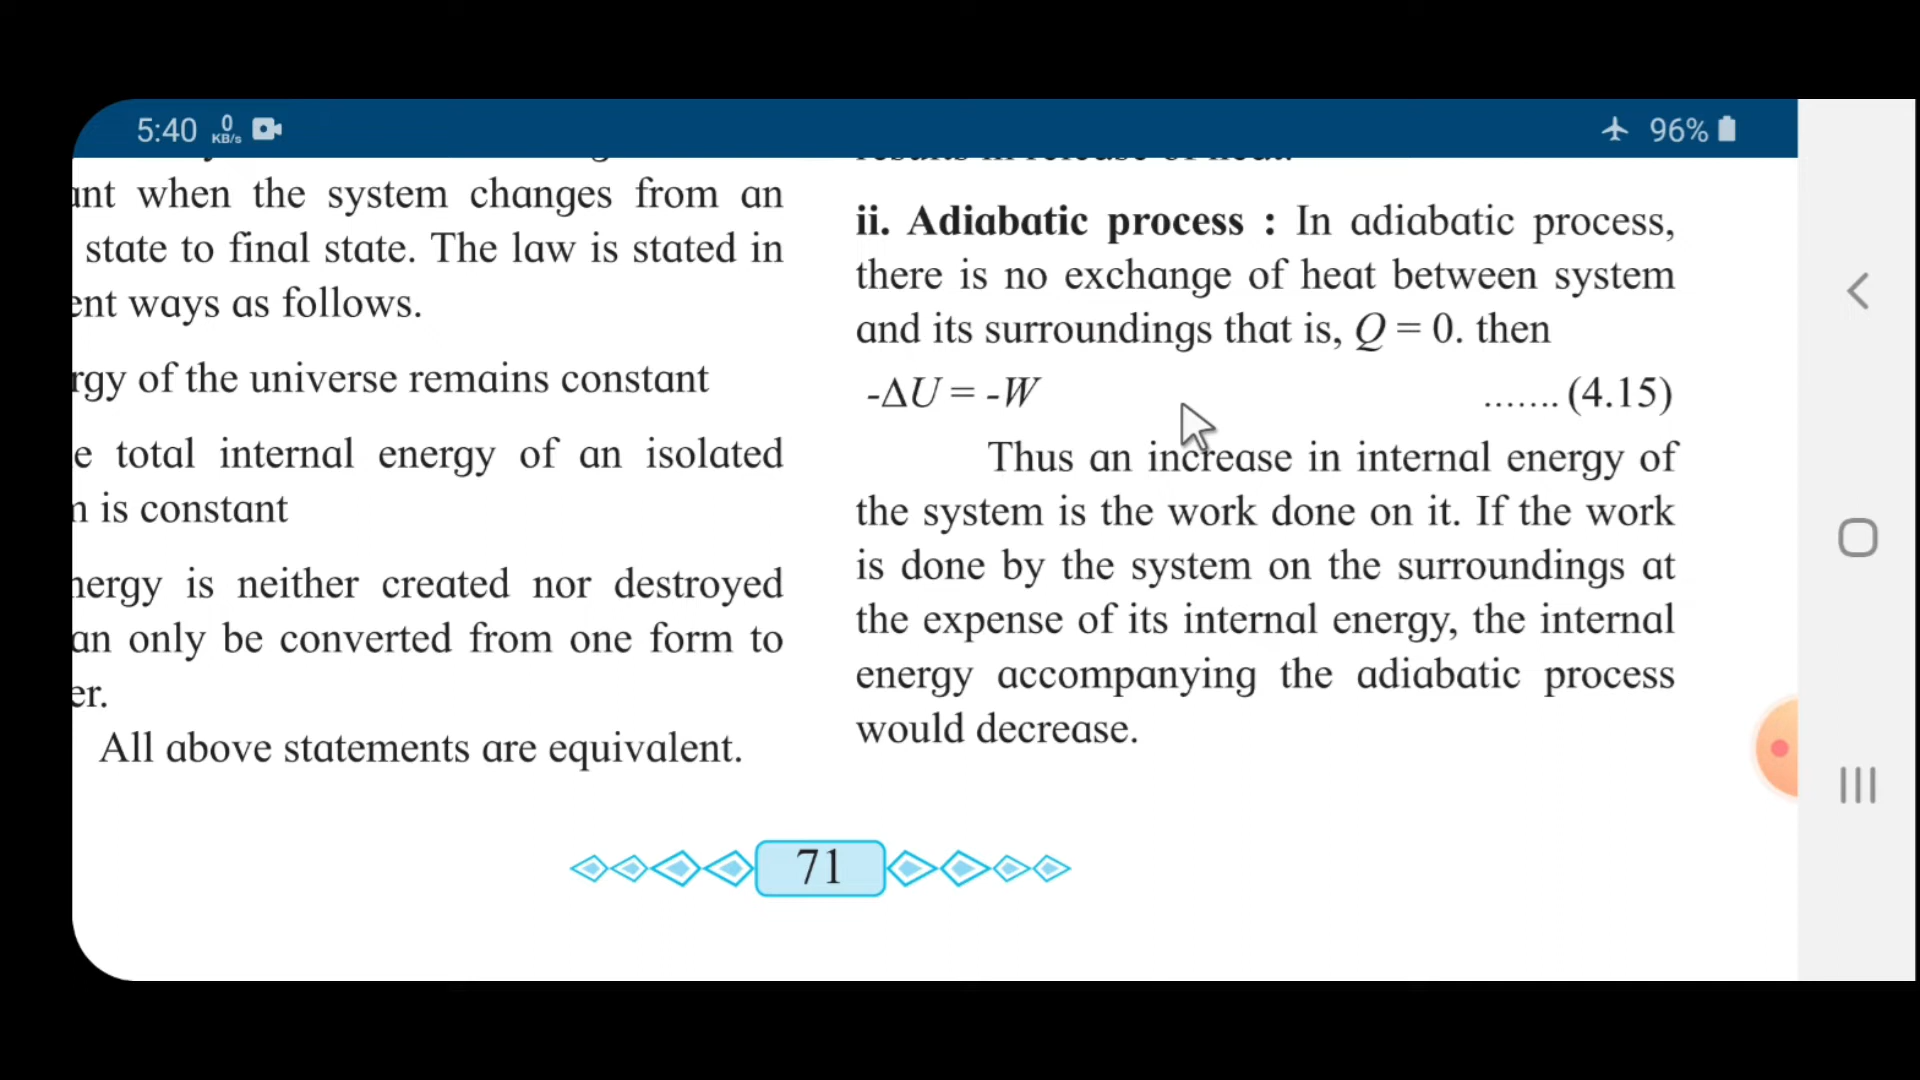 5:40 0 KB/s
96%
when the system changes from an
state to final state. The law is stated in
ways as follows.
of the universe remains constant
total internal energy of an isolated
is constant
is neither created nor destroyed
only be converted from one form to
All above statements are equivalent.
ii. Adiabatic process : In adiabatic process,
there is no exchange of heat between system
and its surroundings that is, Q = 0. then
-ΔU = -W ....... (4.15)
Thus an increase in internal energy of
the system is the work done on it. If the work
is done by the system on the surroundings at
the expense of its internal energy, the internal
energy accompanying the adiabatic process
would decrease.
71